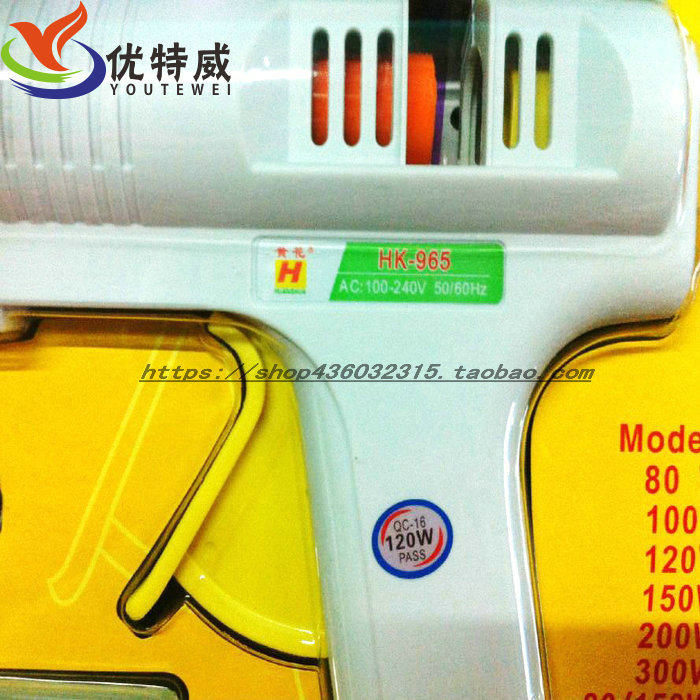 优特威
YOUTEWEI
黄花®
H
HUANGHUA
HK-965
AC:100-240V 50/60Hz
https://shop436032315.taobao.com
QC-16
120W
PASS
Mode
80
100
120
150W
200W
300W